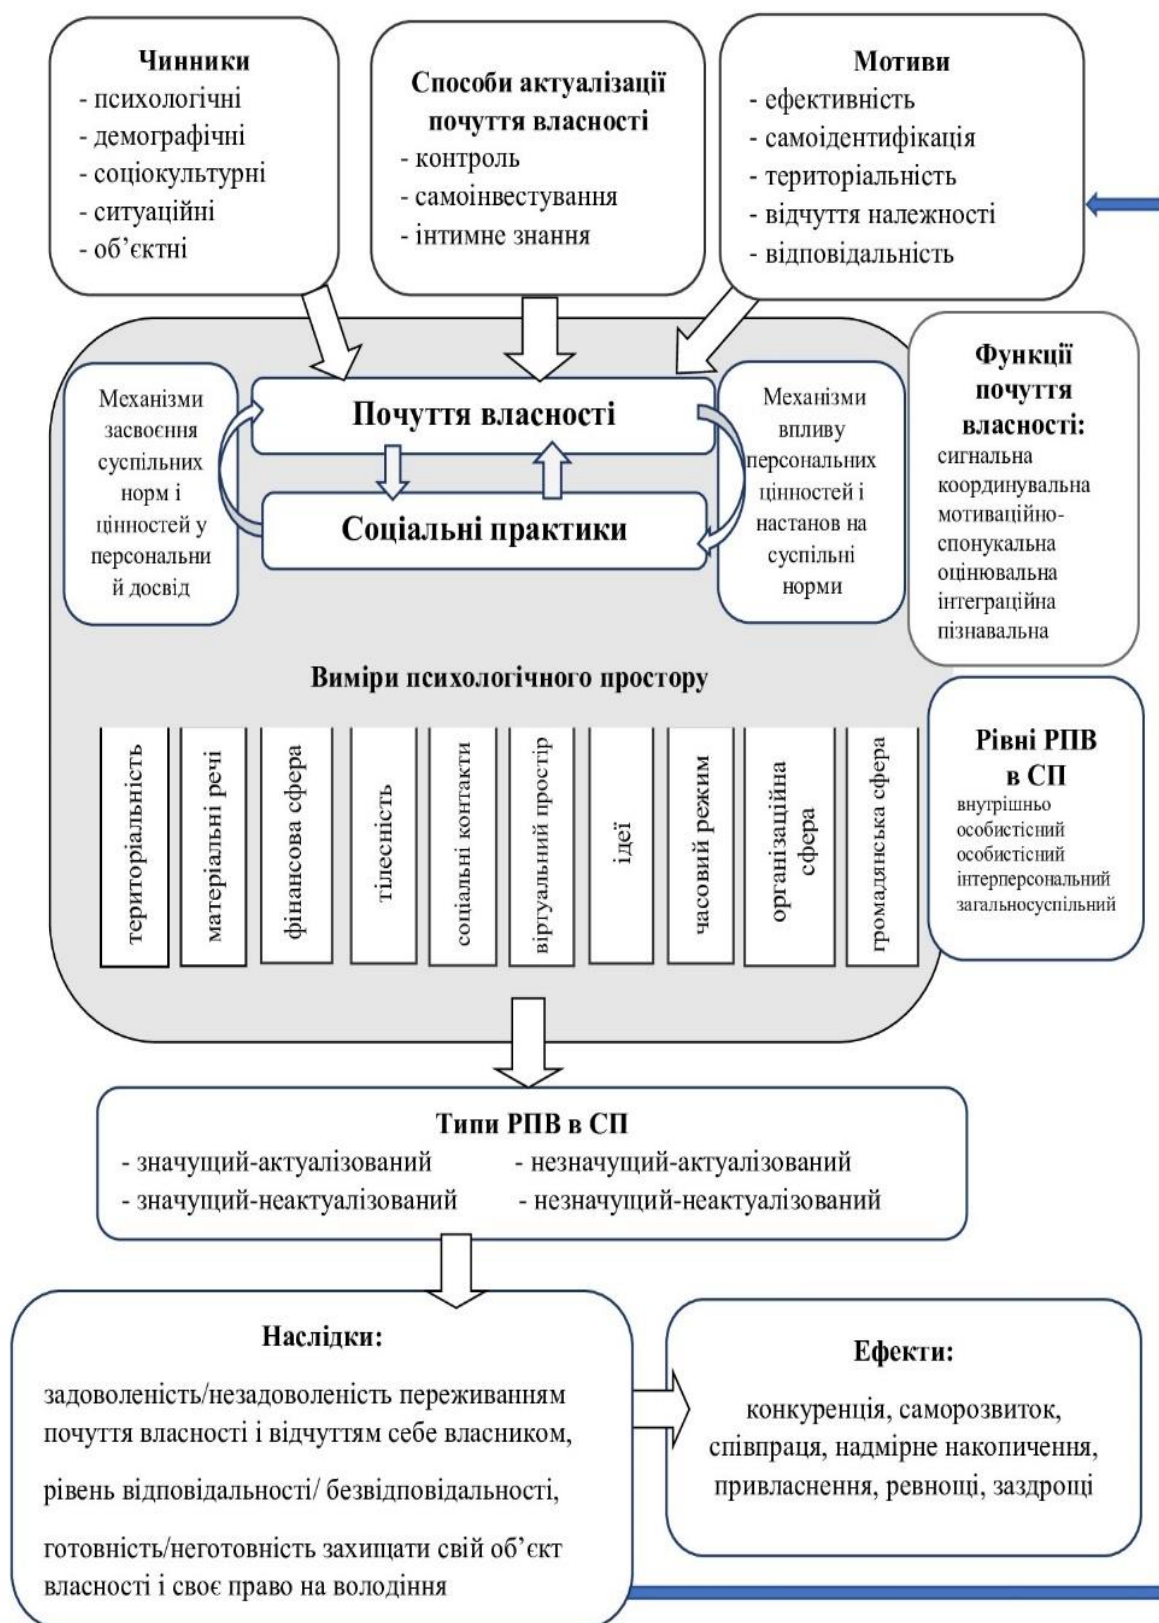 Чинники
- психологічні
- демографічні
- соціокультурні
- ситуаційні
- об’єктні
Способи актуалізації
почуття власності
- контроль
- самоінвестування
- інтимне знання
Мотиви
- ефективність
- самоідентифікація
- територіальність
- відчуття належності
- відповідальність
Механізми
засвоєння
суспільних
норм і
цінностей у
персональни
й досвід
Почуття власності
Соціальні практики
Механізми
впливу
персональних
цінностей і
настанов на
суспільні
норми
Функції
почуття
власності:
сигнальна
координувальна
мотиваційно-
спонукальна
оцінювальна
інтеграційна
пізнавальна
Виміри психологічного простору
територіальність
матеріальні речі
фінансова сфера
тілесність
соціальні контакти
віртуальний простір
ідеї
часовий режим
організаційна
сфера
громадянська сфера
Рівні РПВ
в СП
внутрішньо
особистісний
особистісний
інтерперсональний
загальносуспільний
Типи РПВ в СП
- значущий-актуалізований - незначущий-актуалізований
- значущий-неактуалізований - незначущий-неактуалізований
Наслідки:
задоволеність/незадоволеність переживанням
почуття власності і відчуттям себе власником,
рівень відповідальності/ безвідповідальності,
готовність/неготовність захищати свій об’єкт
власності і своє право на володіння
Ефекти:
конкуренція, саморозвиток,
співпраця, надмірне накопичення,
привласнення, ревнощі, заздрощі